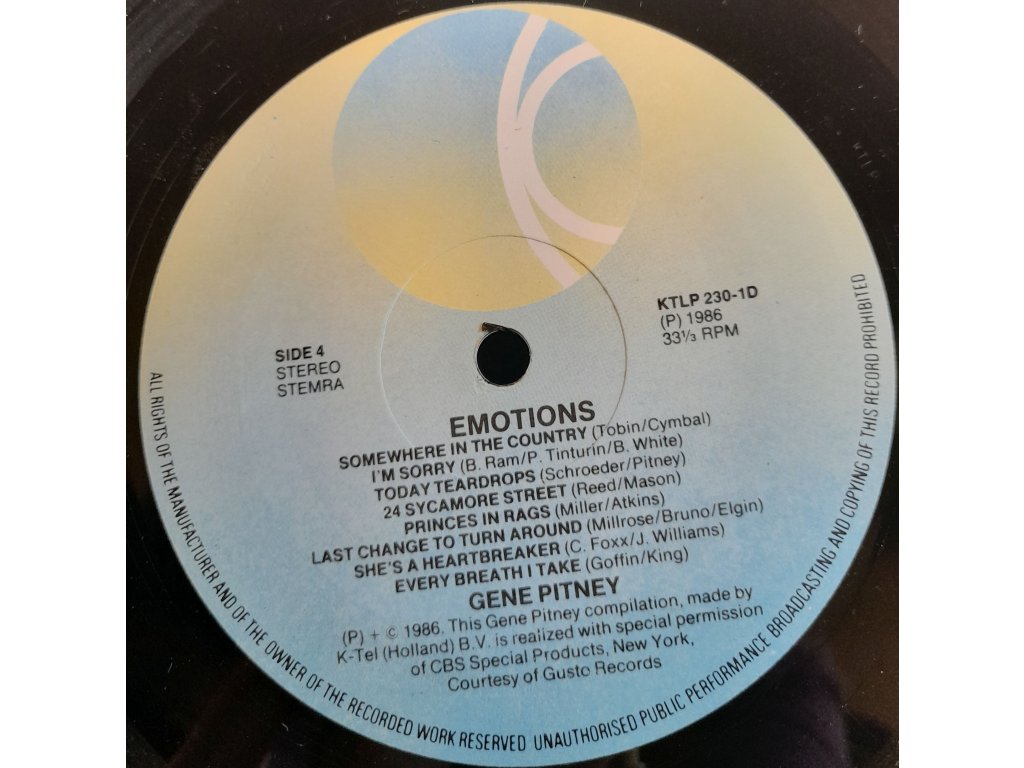 KTLP 230-1D
(P) 1986
33⅓ RPM
SIDE 4
STEREO
STEMRA
EMOTIONS
SOMEWHERE IN THE COUNTRY (Tobin/Cymbal)
I'M SORRY (B. Ram/P. Tinturin/B. White)
TODAY TEARDROPS (Schroeder/Pitney)
24 SYCAMORE STREET (Reed/Mason)
PRINCES IN RAGS (Miller/Atkins)
LAST CHANGE TO TURN AROUND (Millrose/Bruno/Elgin)
SHE'S A HEARTBREAKER (C. Foxx/J. Williams)
EVERY BREATH I TAKE (Goffin/King)
GENE PITNEY
(P) + © 1986. This Gene Pitney compilation, made by
K-Tel (Holland) B.V. is realized with special permission
of CBS Special Products, New York,
Courtesy of Gusto Records
ALL RIGHTS OF THE MANUFACTURER AND OF THE OWNER OF THE RECORDED WORK RESERVED UNAUTHORISED PUBLIC PERFORMANCE BROADCASTING AND COPYING OF THIS RECORD PROHIBITED